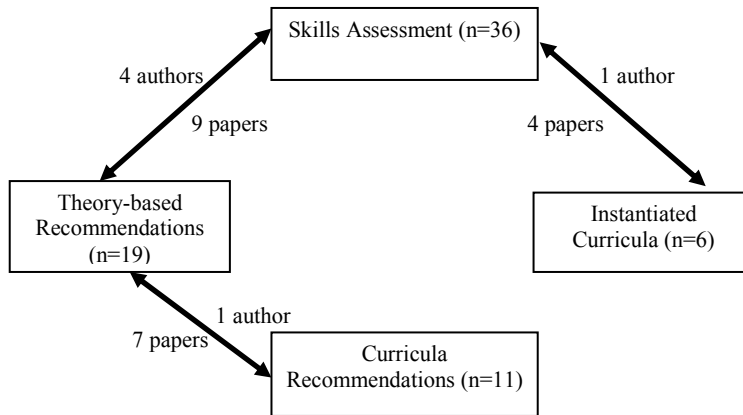 Skills Assessment (n=36)
4 authors
1 author
9 papers
4 papers
Theory-based
Recommendations
(n=19)
Instantiated
Curricula (n=6)
1 author
7 papers
Curricula
Recommendations (n=11)